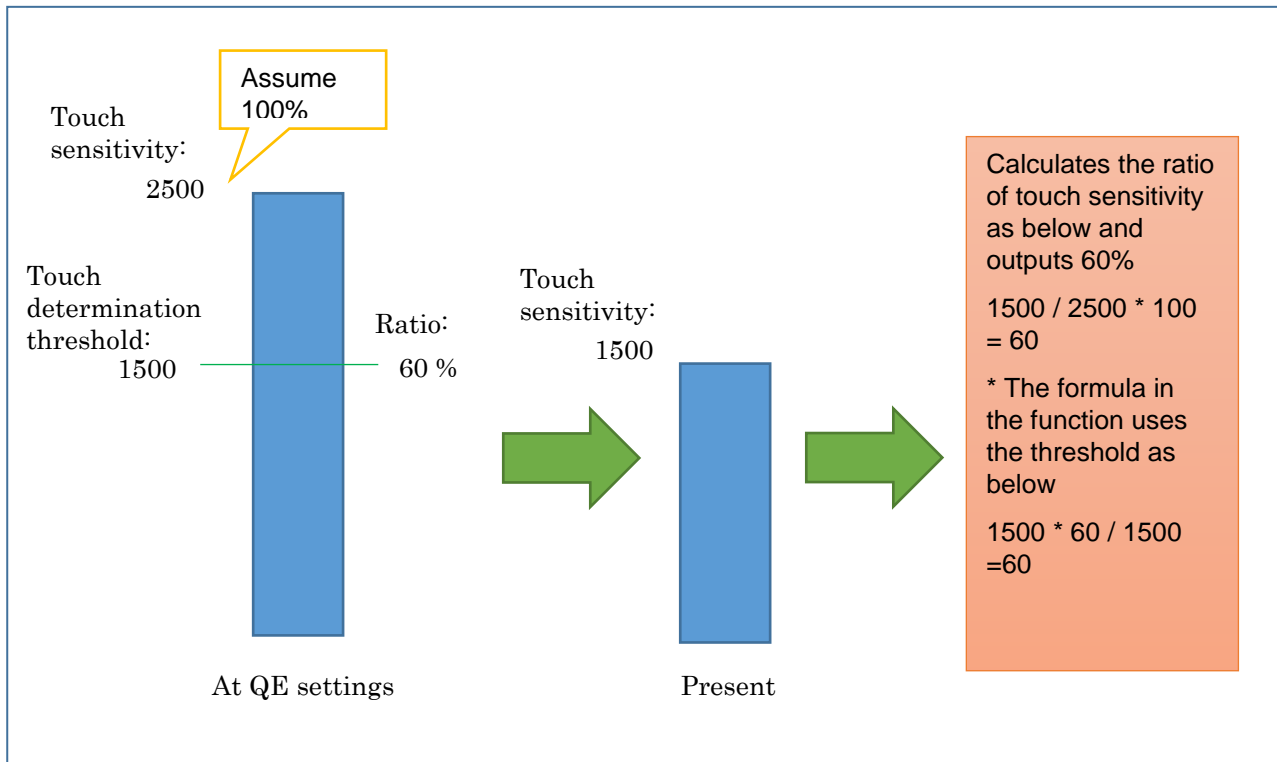 Assume
100%
Touch
sensitivity:
2500
Touch
determination
threshold:
1500
Ratio:
60 %
At QE settings
Touch
sensitivity:
1500
Present
Calculates the ratio
of touch sensitivity
as below and
outputs 60%
1500 / 2500 * 100
= 60
* The formula in
the function uses
the threshold as
below
1500 * 60 / 1500
=60